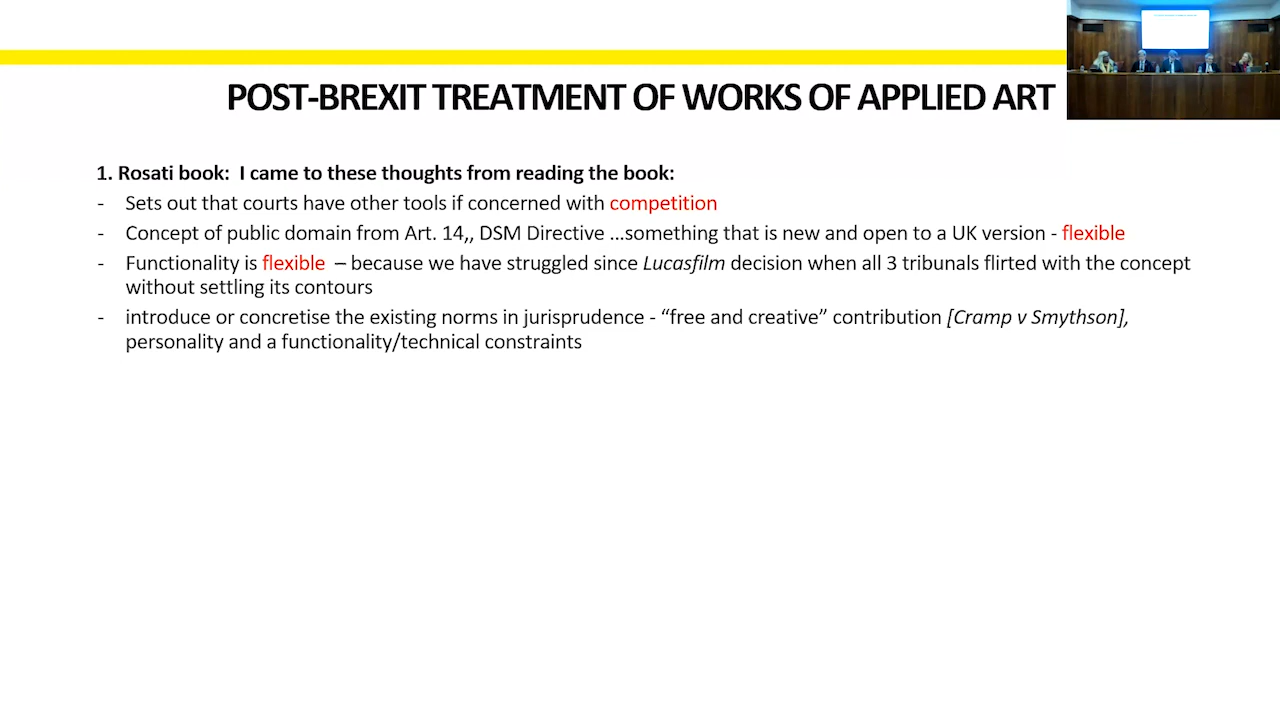 POST-BREXIT TREATMENT OF WORKS OF APPLIED ART
1. Rosati book: I came to these thoughts from reading the book:
- Sets out that courts have other tools if concerned with competition
- Concept of public domain from Art. 14,, DSM Directive ...something that is new and open to a UK version - flexible
- Functionality is flexible – because we have struggled since Lucasfilm decision when all 3 tribunals flirted with the concept
without settling its contours
- introduce or concretise the existing norms in jurisprudence - “free and creative” contribution [Cramp v Smythson],
personality and a functionality/technical constraints